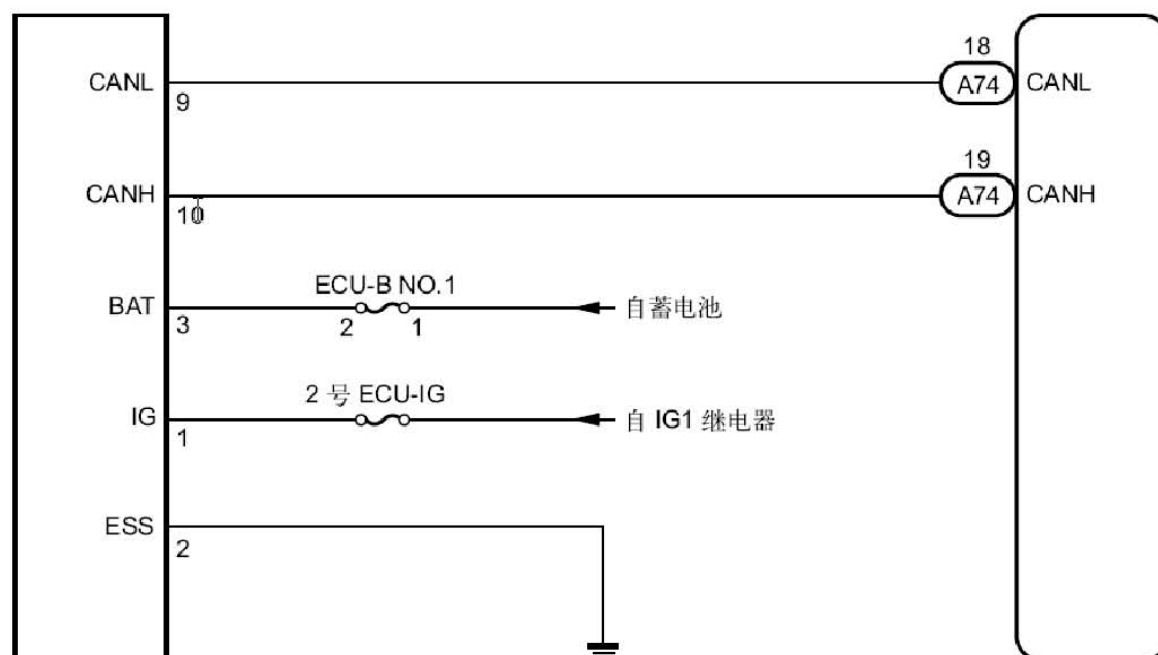 18
CANL
9
A74
CANL
19
CANH
10
A74
CANH
ECU-B NO.1
BAT
3
2
1
自蓄电池
2 号 ECU-IG
IG
1
自 IG1 继电器
ESS
2